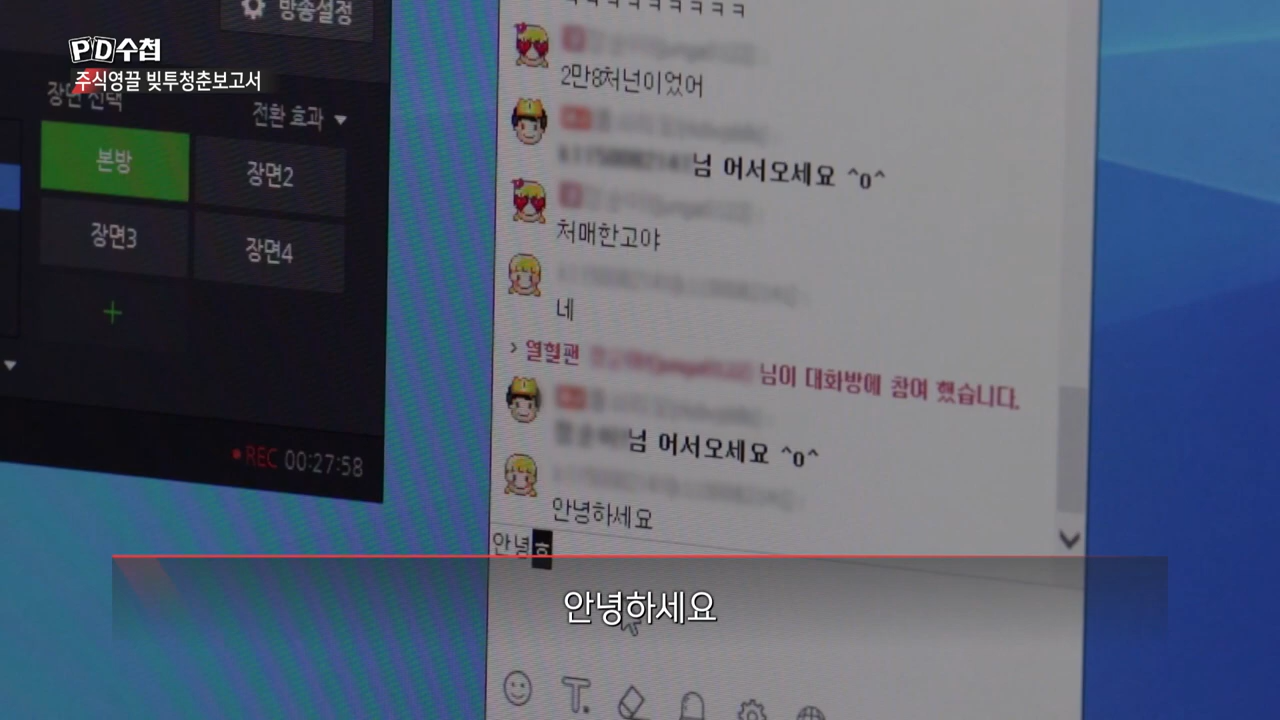 방송설정
PD수첩
주식영끌 빚투청춘보고서
장면 선택
전환 효과
본방
장면2
장면3
장면4
+
REC 00:27:58
ㅋㅋㅋㅋㅋㅋㅋㅋㅋ
2만8처넌이었어
님 어서오세요 ^o^
처매한고야
네
열혈팬
님이 대화방에 참여 했습니다.
님 어서오세요 ^o^
안녕하세요
안녕ㅎ
안녕하세요